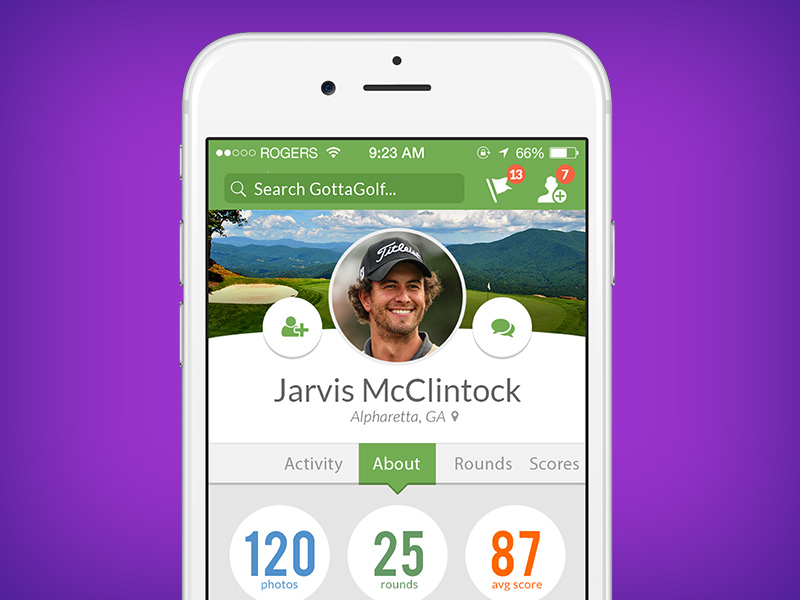 ROGERS 9:23 AM 66%
Search GottaGolf... 13 7
Titleist
Jarvis McClintock
Alpharetta, GA
Activity About Rounds Scores
120 25 87
photos rounds avg score